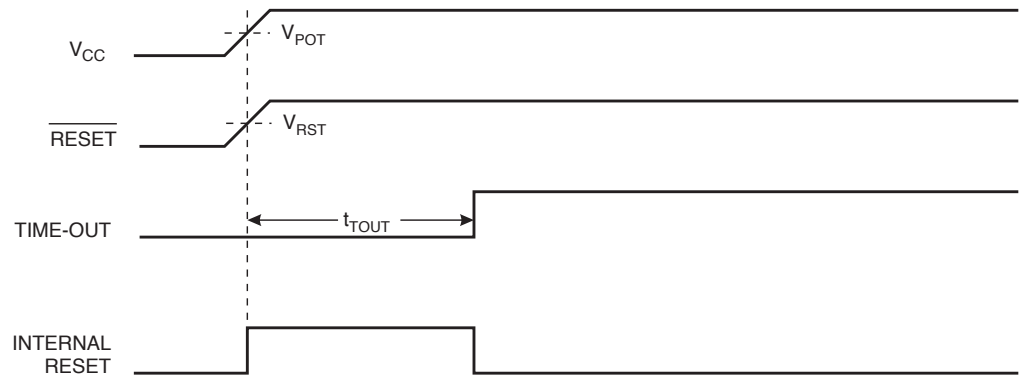 V_CC
V_POT
RESET
V_RST
TIME-OUT
t_TOUT
INTERNAL
RESET